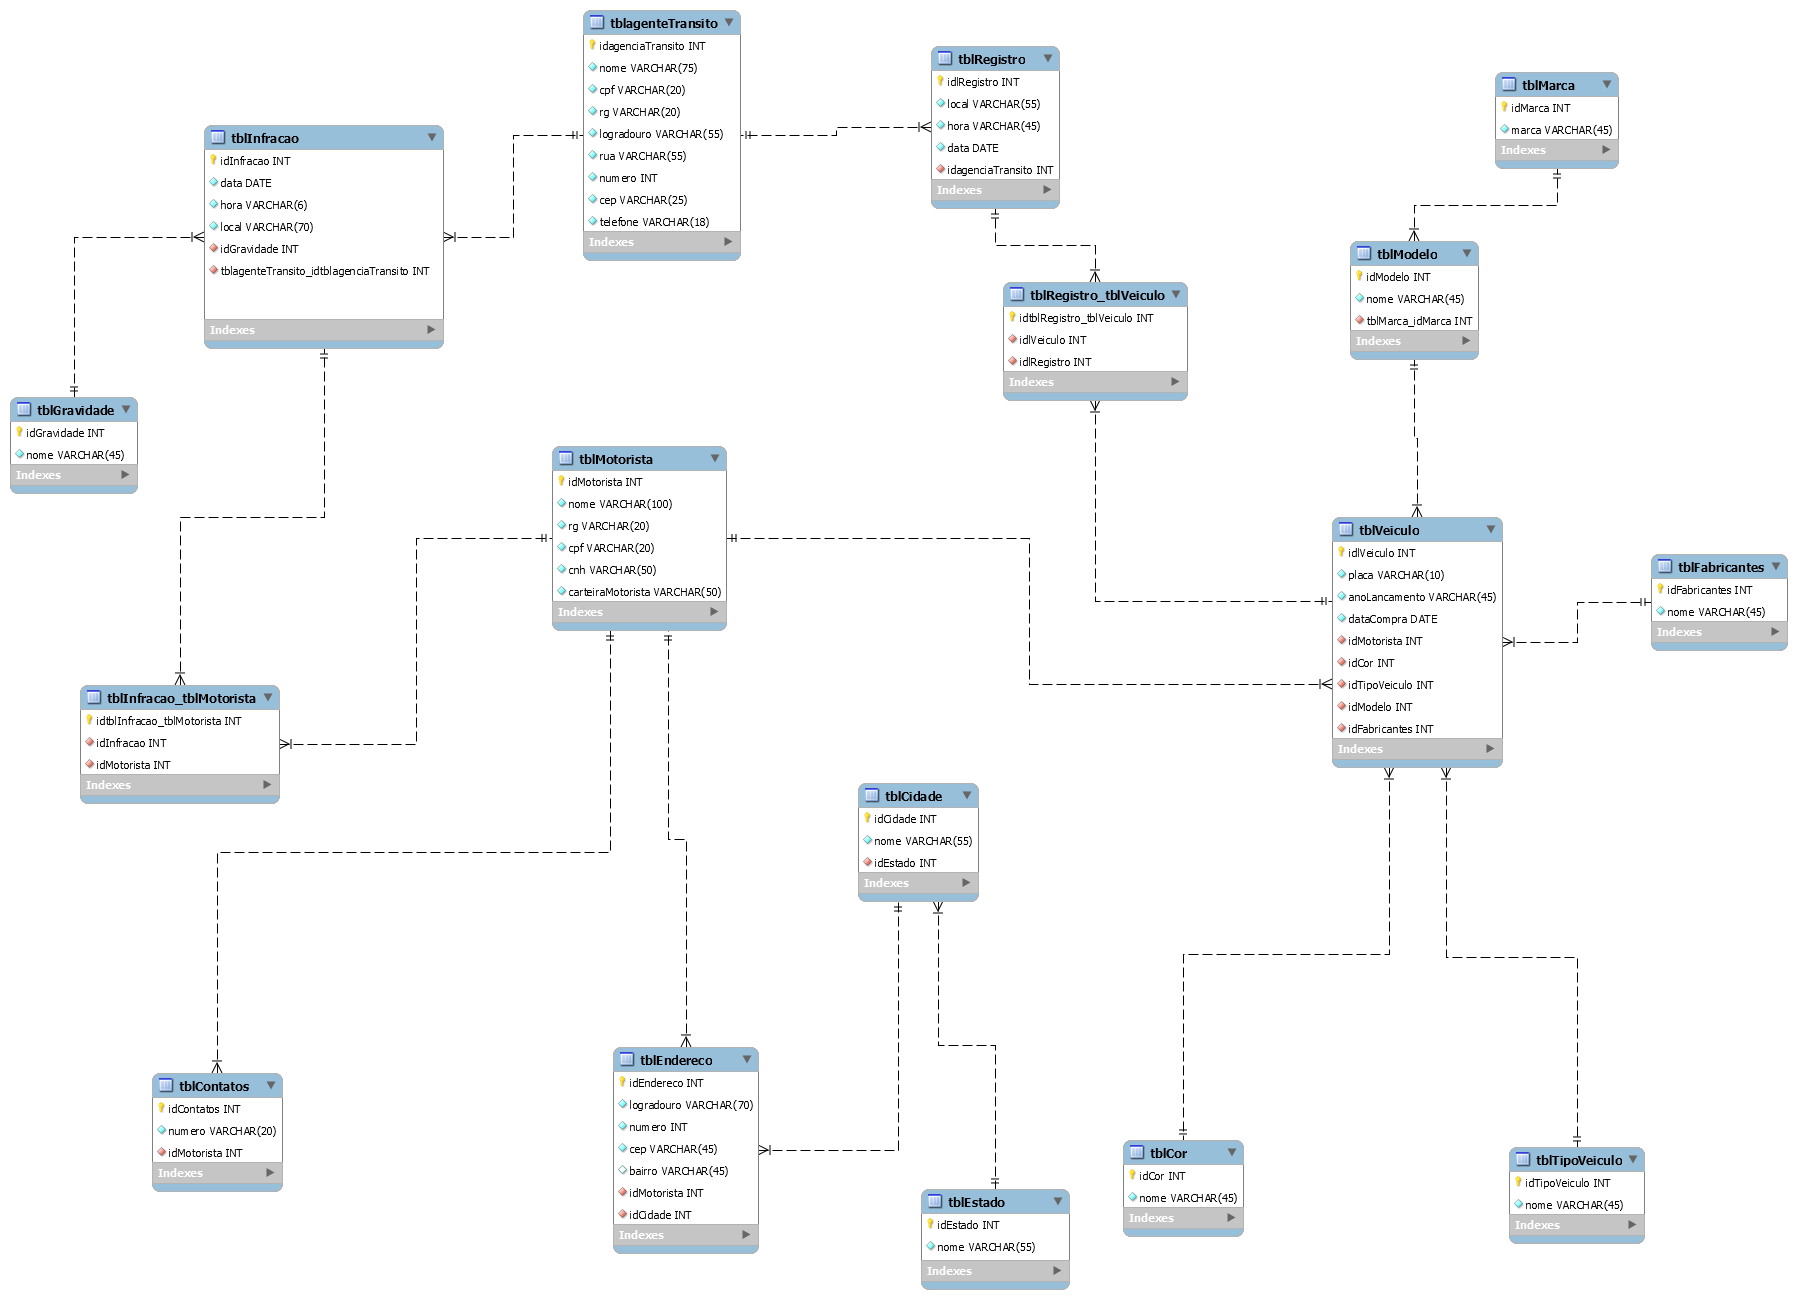 tblagenteTransito
idagenciaTransito INT
nome VARCHAR(75)
cpf VARCHAR(20)
rg VARCHAR(20)
logradouro VARCHAR(55)
rua VARCHAR(55)
numero INT
cep VARCHAR(25)
telefone VARCHAR(18)
Indexes
tblRegistro
idlRegistro INT
local VARCHAR(55)
hora VARCHAR(45)
data DATE
idagenciaTransito INT
Indexes
tblMarca
idMarca INT
marca VARCHAR(45)
Indexes
tblInfracao
idInfracao INT
data DATE
hora VARCHAR(6)
local VARCHAR(70)
idGravidade INT
tblagenteTransito_idtblagenciaTransito INT
Indexes
tblModelo
idModelo INT
nome VARCHAR(45)
tblMarca_idMarca INT
Indexes
tblRegistro_tblVeiculo
idtblRegistro_tblVeiculo INT
idlVeiculo INT
idlRegistro INT
Indexes
tblGravidade
idGravidade INT
nome VARCHAR(45)
Indexes
tblMotorista
idMotorista INT
nome VARCHAR(100)
rg VARCHAR(20)
cpf VARCHAR(20)
cnh VARCHAR(50)
carteiraMotorista VARCHAR(50)
Indexes
tblVeiculo
idlVeiculo INT
placa VARCHAR(10)
anoLancamento VARCHAR(45)
dataCompra DATE
idMotorista INT
idCor INT
idTipoVeiculo INT
idModelo INT
idFabricantes INT
Indexes
tblFabricantes
idFabricantes INT
nome VARCHAR(45)
Indexes
tblInfracao_tblMotorista
idtblInfracao_tblMotorista INT
idInfracao INT
idMotorista INT
Indexes
tblCidade
idCidade INT
nome VARCHAR(55)
idEstado INT
Indexes
tblContatos
idContatos INT
numero VARCHAR(20)
idMotorista INT
Indexes
tblEndereco
idEndereco INT
logradouro VARCHAR(70)
numero INT
cep VARCHAR(45)
bairro VARCHAR(45)
idMotorista INT
idCidade INT
Indexes
tblEstado
idEstado INT
nome VARCHAR(55)
Indexes
tblCor
idCor INT
nome VARCHAR(45)
Indexes
tblTipoVeiculo
idTipoVeiculo INT
nome VARCHAR(45)
Indexes